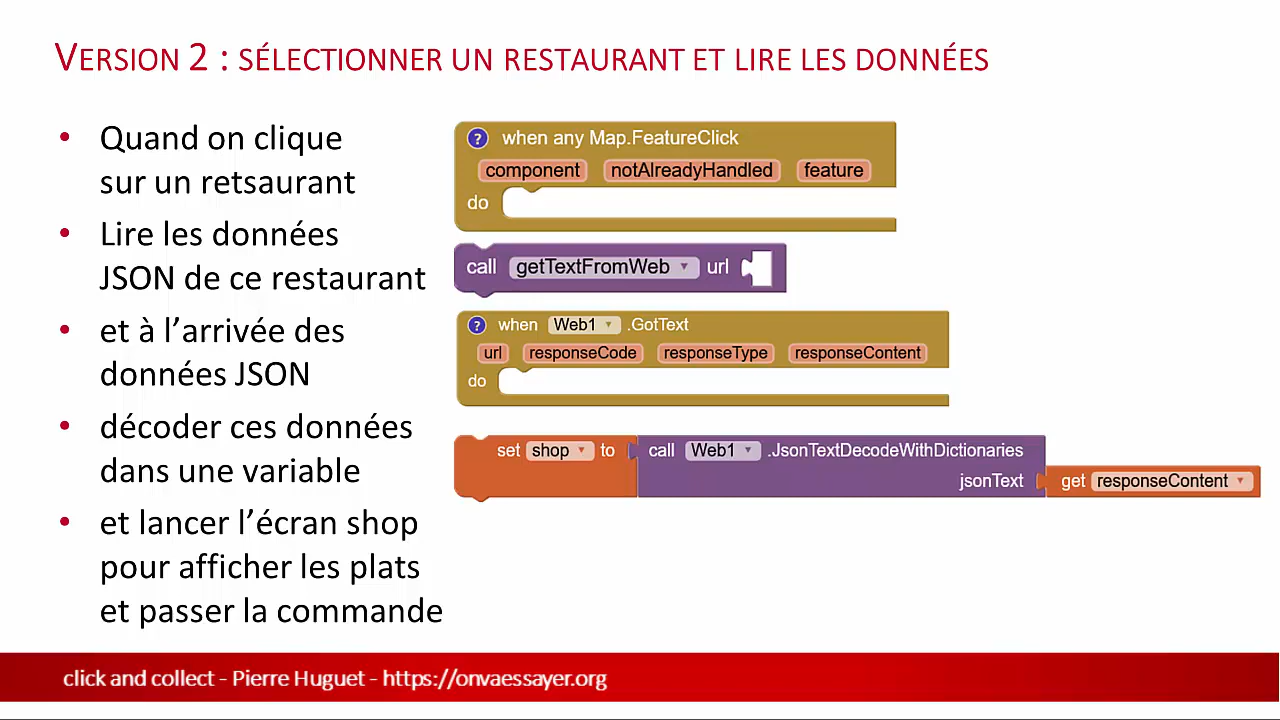 VERSION 2 : SÉLECTIONNER UN RESTAURANT ET LIRE LES DONNÉES
• Quand on clique
sur un retsaurant
• Lire les données
JSON de ce restaurant
• et à l’arrivée des
données JSON
• décoder ces données
dans une variable
• et lancer l’écran shop
pour afficher les plats
et passer la commande
? when any Map.FeatureClick
component notAlreadyHandled feature
do
call getTextFromWeb url
? when Web1 .GotText
url responseCode responseType responseContent
do
set shop to call Web1 .JsonTextDecodeWithDictionaries
jsonText get responseContent
click and collect - Pierre Huguet - https://onvaessayer.org